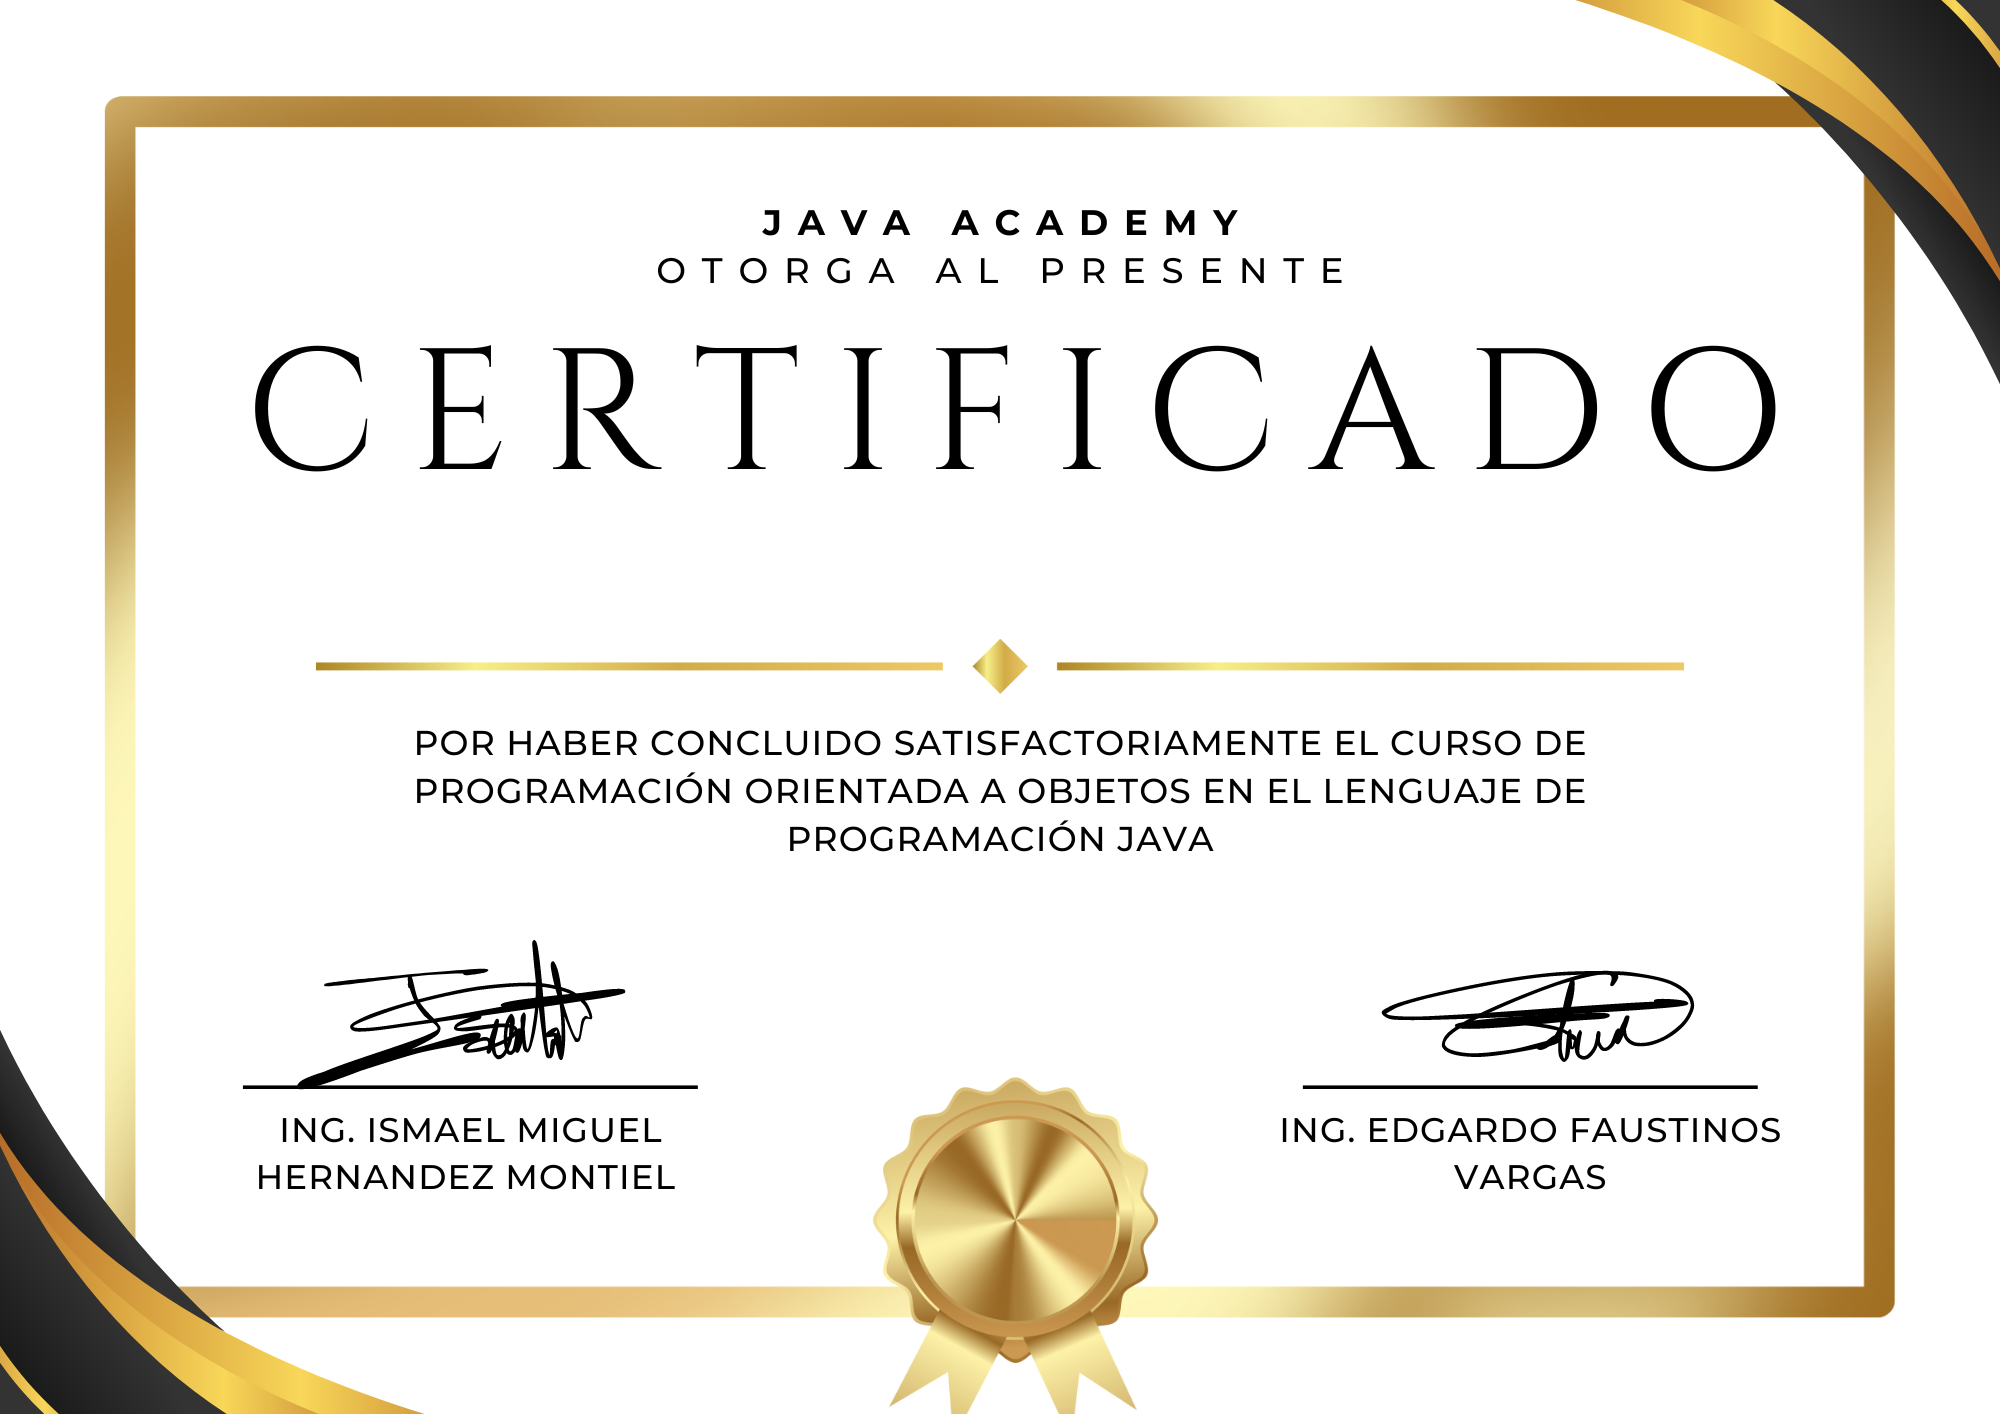 JAVA ACADEMY
OTORGA AL PRESENTE
CERTIFICADO
POR HABER CONCLUIDO SATISFACTORIAMENTE EL CURSO DE
PROGRAMACIÓN ORIENTADA A OBJETOS EN EL LENGUAJE DE
PROGRAMACIÓN JAVA
ING. ISMAEL MIGUEL
HERNANDEZ MONTIEL
ING. EDGARDO FAUSTINOS
VARGAS